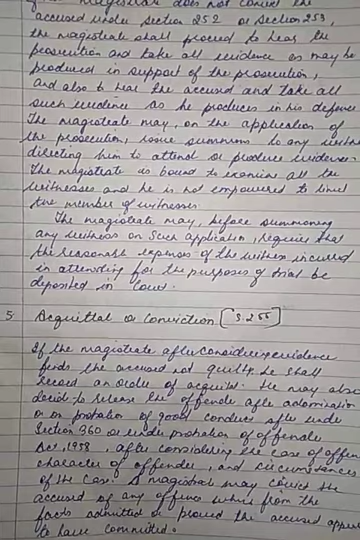 magistrate does not convict the
accused under section 252 or section 253,
the magistrate shall proceed to hear the
prosecution and take all evidence as may be
produced in support of the prosecution,
and also to hear the accused and take all
such evidence as he produces in his defence
The magistrate may, on the application of
the prosecution, issue summons to any witne
directing him to attend or produce evidence.
The magistrate is bound to examine all the
witnesses and he is not empowered to limit
the member of witnesses
The magistrate may, before summoning
any witness on such application, require that
the reasonable expenses of the witness incurred
in attending for the purposes of trial be
deposited in Court.
5 Acquittal or Conviction [S.255]
If the magistrate after considering evidence
finds the accused not guilty, he shall
record an order of acquittal. He may also
decide to release the offender after admonition
or on probation of good conduct after under
Section 360 or under probation of offender
Act, 1958, after considering the case of offen
character of offender, and circumstances
of the case. A magistrate may convict the
accused of any offence which from the
facts admitted or proved the accused appear
to have committed.